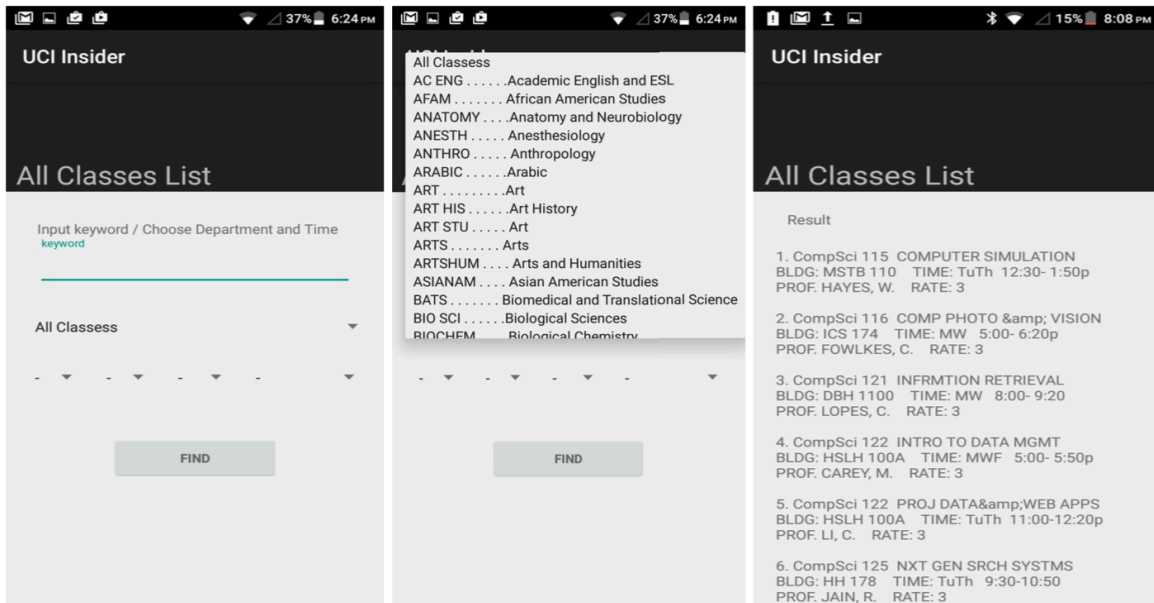 37% 6:24 PM
UCI Insider
All Classes List
Input keyword / Choose Department and Time
keyword
All Classess
- - - -
FIND
37% 6:24 PM
All Classess
AC ENG . . . . . .Academic English and ESL
AFAM . . . . . . . African American Studies
ANATOMY . . . .Anatomy and Neurobiology
ANESTH . . . . . Anesthesiology
ANTHRO . . . . . Anthropology
ARABIC . . . . . .Arabic
ART . . . . . . . . .Art
ART HIS . . . . . .Art History
ART STU . . . . . Art
ARTS . . . . . . . Arts
ARTSHUM . . . . Arts and Humanities
ASIANAM . . . . Asian American Studies
BATS . . . . . . . Biomedical and Translational Science
BIO SCI . . . . . .Biological Sciences
BIOCHEM Biological Chemistry
- - - -
FIND
15% 8:08 PM
UCI Insider
All Classes List
Result
1. CompSci 115 COMPUTER SIMULATION
BLDG: MSTB 110 TIME: TuTh 12:30- 1:50p
PROF. HAYES, W. RATE: 3
2. CompSci 116 COMP PHOTO &amp; VISION
BLDG: ICS 174 TIME: MW 5:00- 6:20p
PROF. FOWLKES, C. RATE: 3
3. CompSci 121 INFRMTION RETRIEVAL
BLDG: DBH 1100 TIME: MW 8:00- 9:20
PROF. LOPES, C. RATE: 3
4. CompSci 122 INTRO TO DATA MGMT
BLDG: HSLH 100A TIME: MWF 5:00- 5:50p
PROF. CAREY, M. RATE: 3
5. CompSci 122 PROJ DATA&amp;WEB APPS
BLDG: HSLH 100A TIME: TuTh 11:00-12:20p
PROF. LI, C. RATE: 3
6. CompSci 125 NXT GEN SRCH SYSTMS
BLDG: HH 178 TIME: TuTh 9:30-10:50
PROF. JAIN, R. RATE: 3